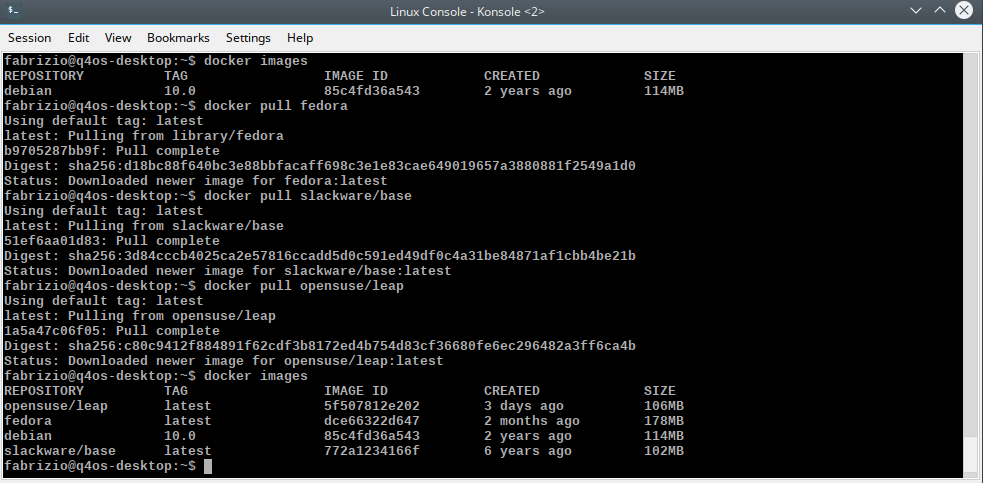 Linux Console - Konsole <2>
Session Edit View Bookmarks Settings Help
fabrizio@q4os-desktop:~$ docker images
REPOSITORY TAG IMAGE ID CREATED SIZE
debian 10.0 85c4fd36a543 2 years ago 114MB
fabrizio@q4os-desktop:~$ docker pull fedora
Using default tag: latest
latest: Pulling from library/fedora
b9705287bb9f: Pull complete
Digest: sha256:d18bc88f640bc3e88bbfacaff698c3e1e83cae649019657a3880881f2549a1d0
Status: Downloaded newer image for fedora:latest
fabrizio@q4os-desktop:~$ docker pull slackware/base
Using default tag: latest
latest: Pulling from slackware/base
51ef6aa01d83: Pull complete
Digest: sha256:3d84cccb4025ca2e57816ccadd5d0c591ed49df0c4a31be84871af1cbb4be21b
Status: Downloaded newer image for slackware/base:latest
fabrizio@q4os-desktop:~$ docker pull opensuse/leap
Using default tag: latest
latest: Pulling from opensuse/leap
1a5a47c06f05: Pull complete
Digest: sha256:c80c9412f884891f62cdf3b8172ed4b754d83cf36680fe6ec296482a3ff6ca4b
Status: Downloaded newer image for opensuse/leap:latest
fabrizio@q4os-desktop:~$ docker images
REPOSITORY TAG IMAGE ID CREATED SIZE
opensuse/leap latest 5f507812e202 3 days ago 106MB
fedora latest dce66322d647 2 months ago 178MB
debian 10.0 85c4fd36a543 2 years ago 114MB
slackware/base latest 772a1234166f 6 years ago 102MB
fabrizio@q4os-desktop:~$